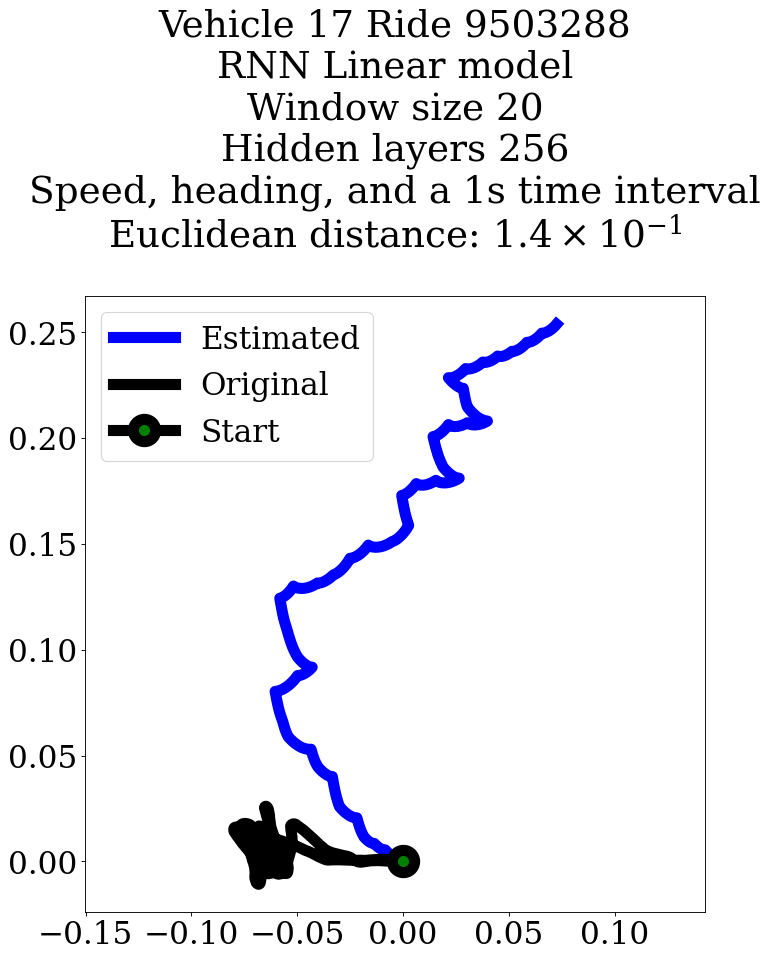 Vehicle 17 Ride 9503288
RNN Linear model
Window size 20
Hidden layers 256
Speed, heading, and a 1s time interval
Euclidean distance: 1.4 × 10⁻¹
Estimated
Original
Start
0.25
0.20
0.15
0.10
0.05
0.00
−0.15 −0.10 −0.05 0.00 0.05 0.10